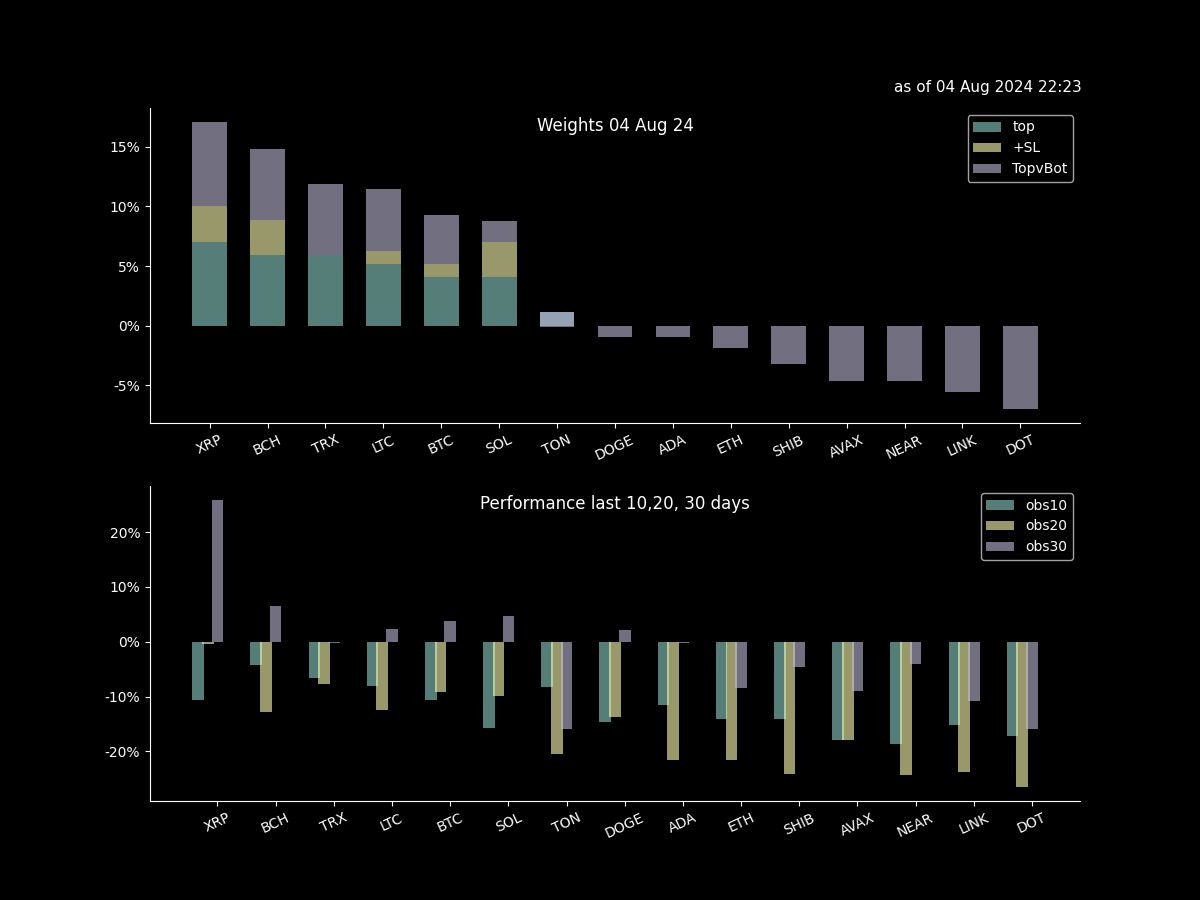 as of 04 Aug 2024 22:23
Weights 04 Aug 24
top
+SL
TopvBot
15%
10%
5%
0%
-5%
XRP BCH TRX LTC BTC SOL TON DOGE ADA ETH SHIB AVAX NEAR LINK DOT
Performance last 10,20, 30 days
obs10
obs20
obs30
20%
10%
0%
-10%
-20%
XRP BCH TRX LTC BTC SOL TON DOGE ADA ETH SHIB AVAX NEAR LINK DOT